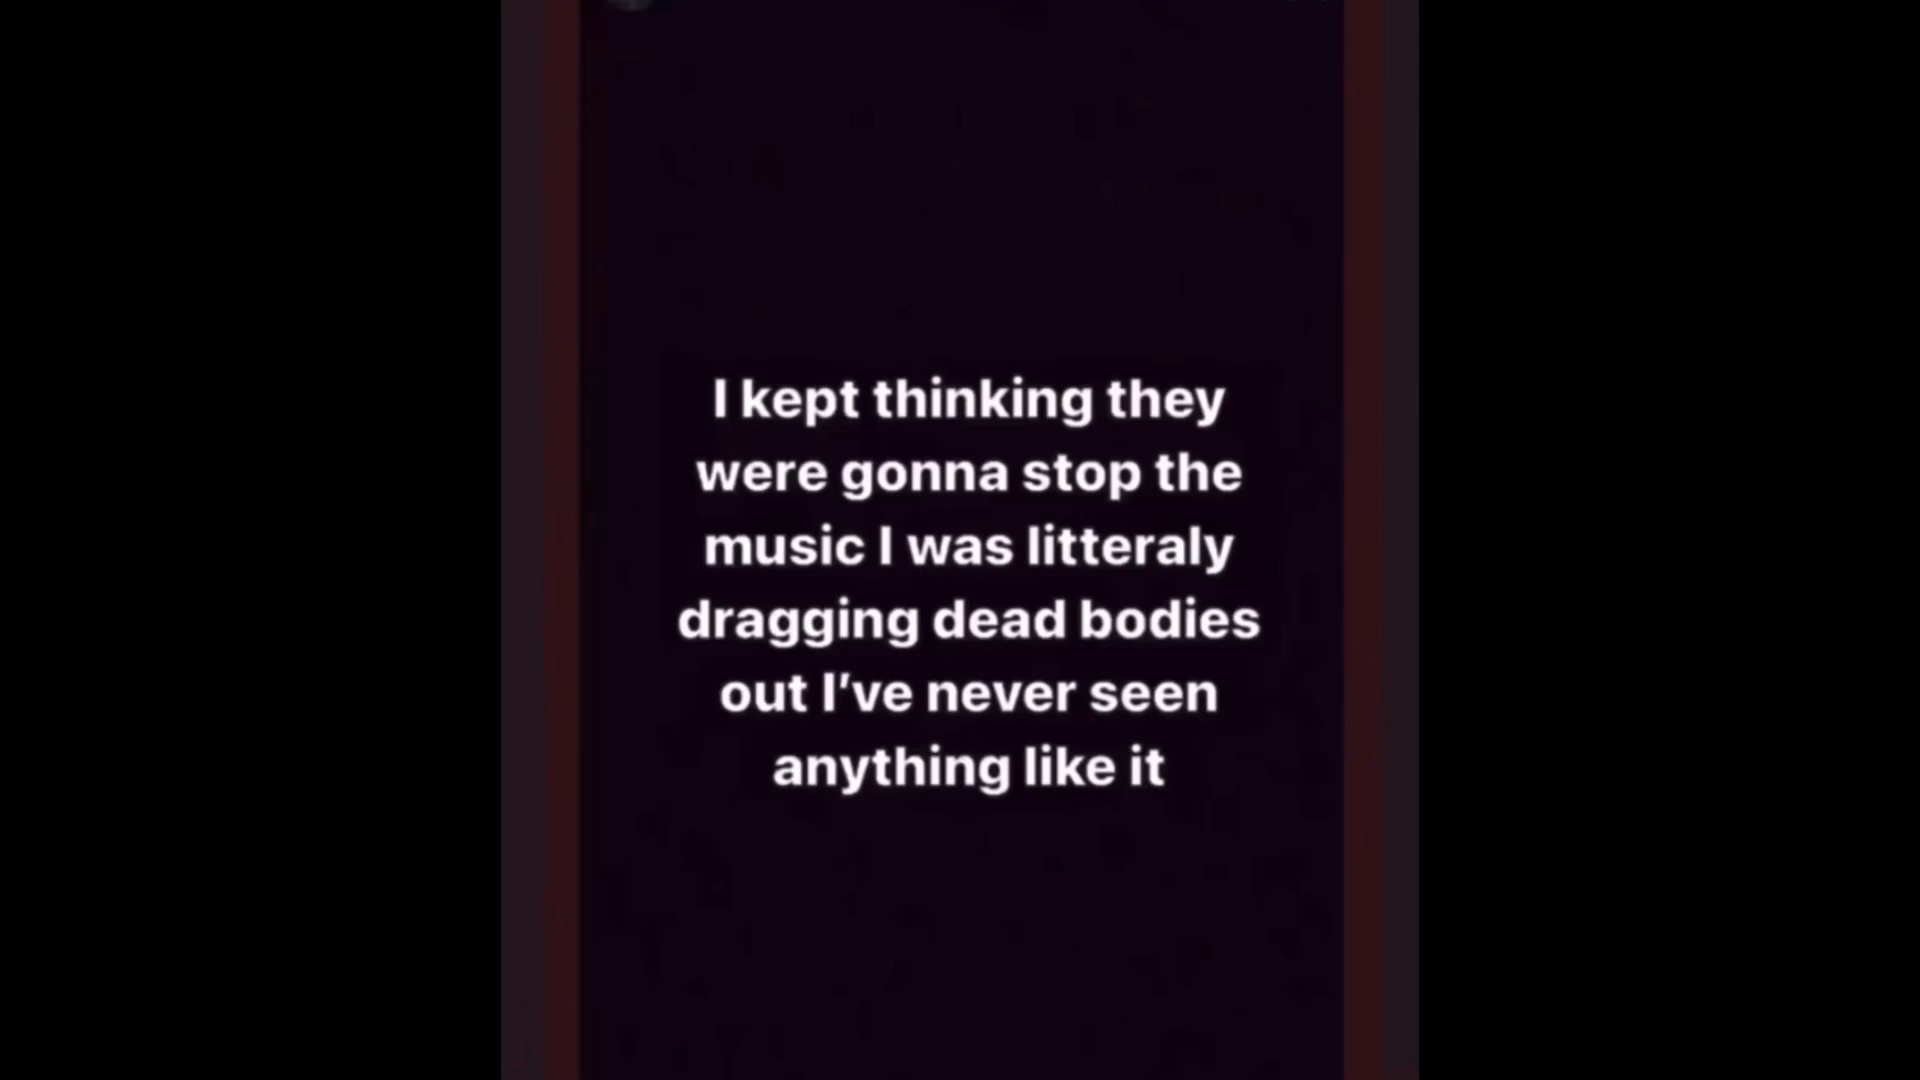 I kept thinking they
were gonna stop the
music I was litteraly
dragging dead bodies
out I’ve never seen
anything like it